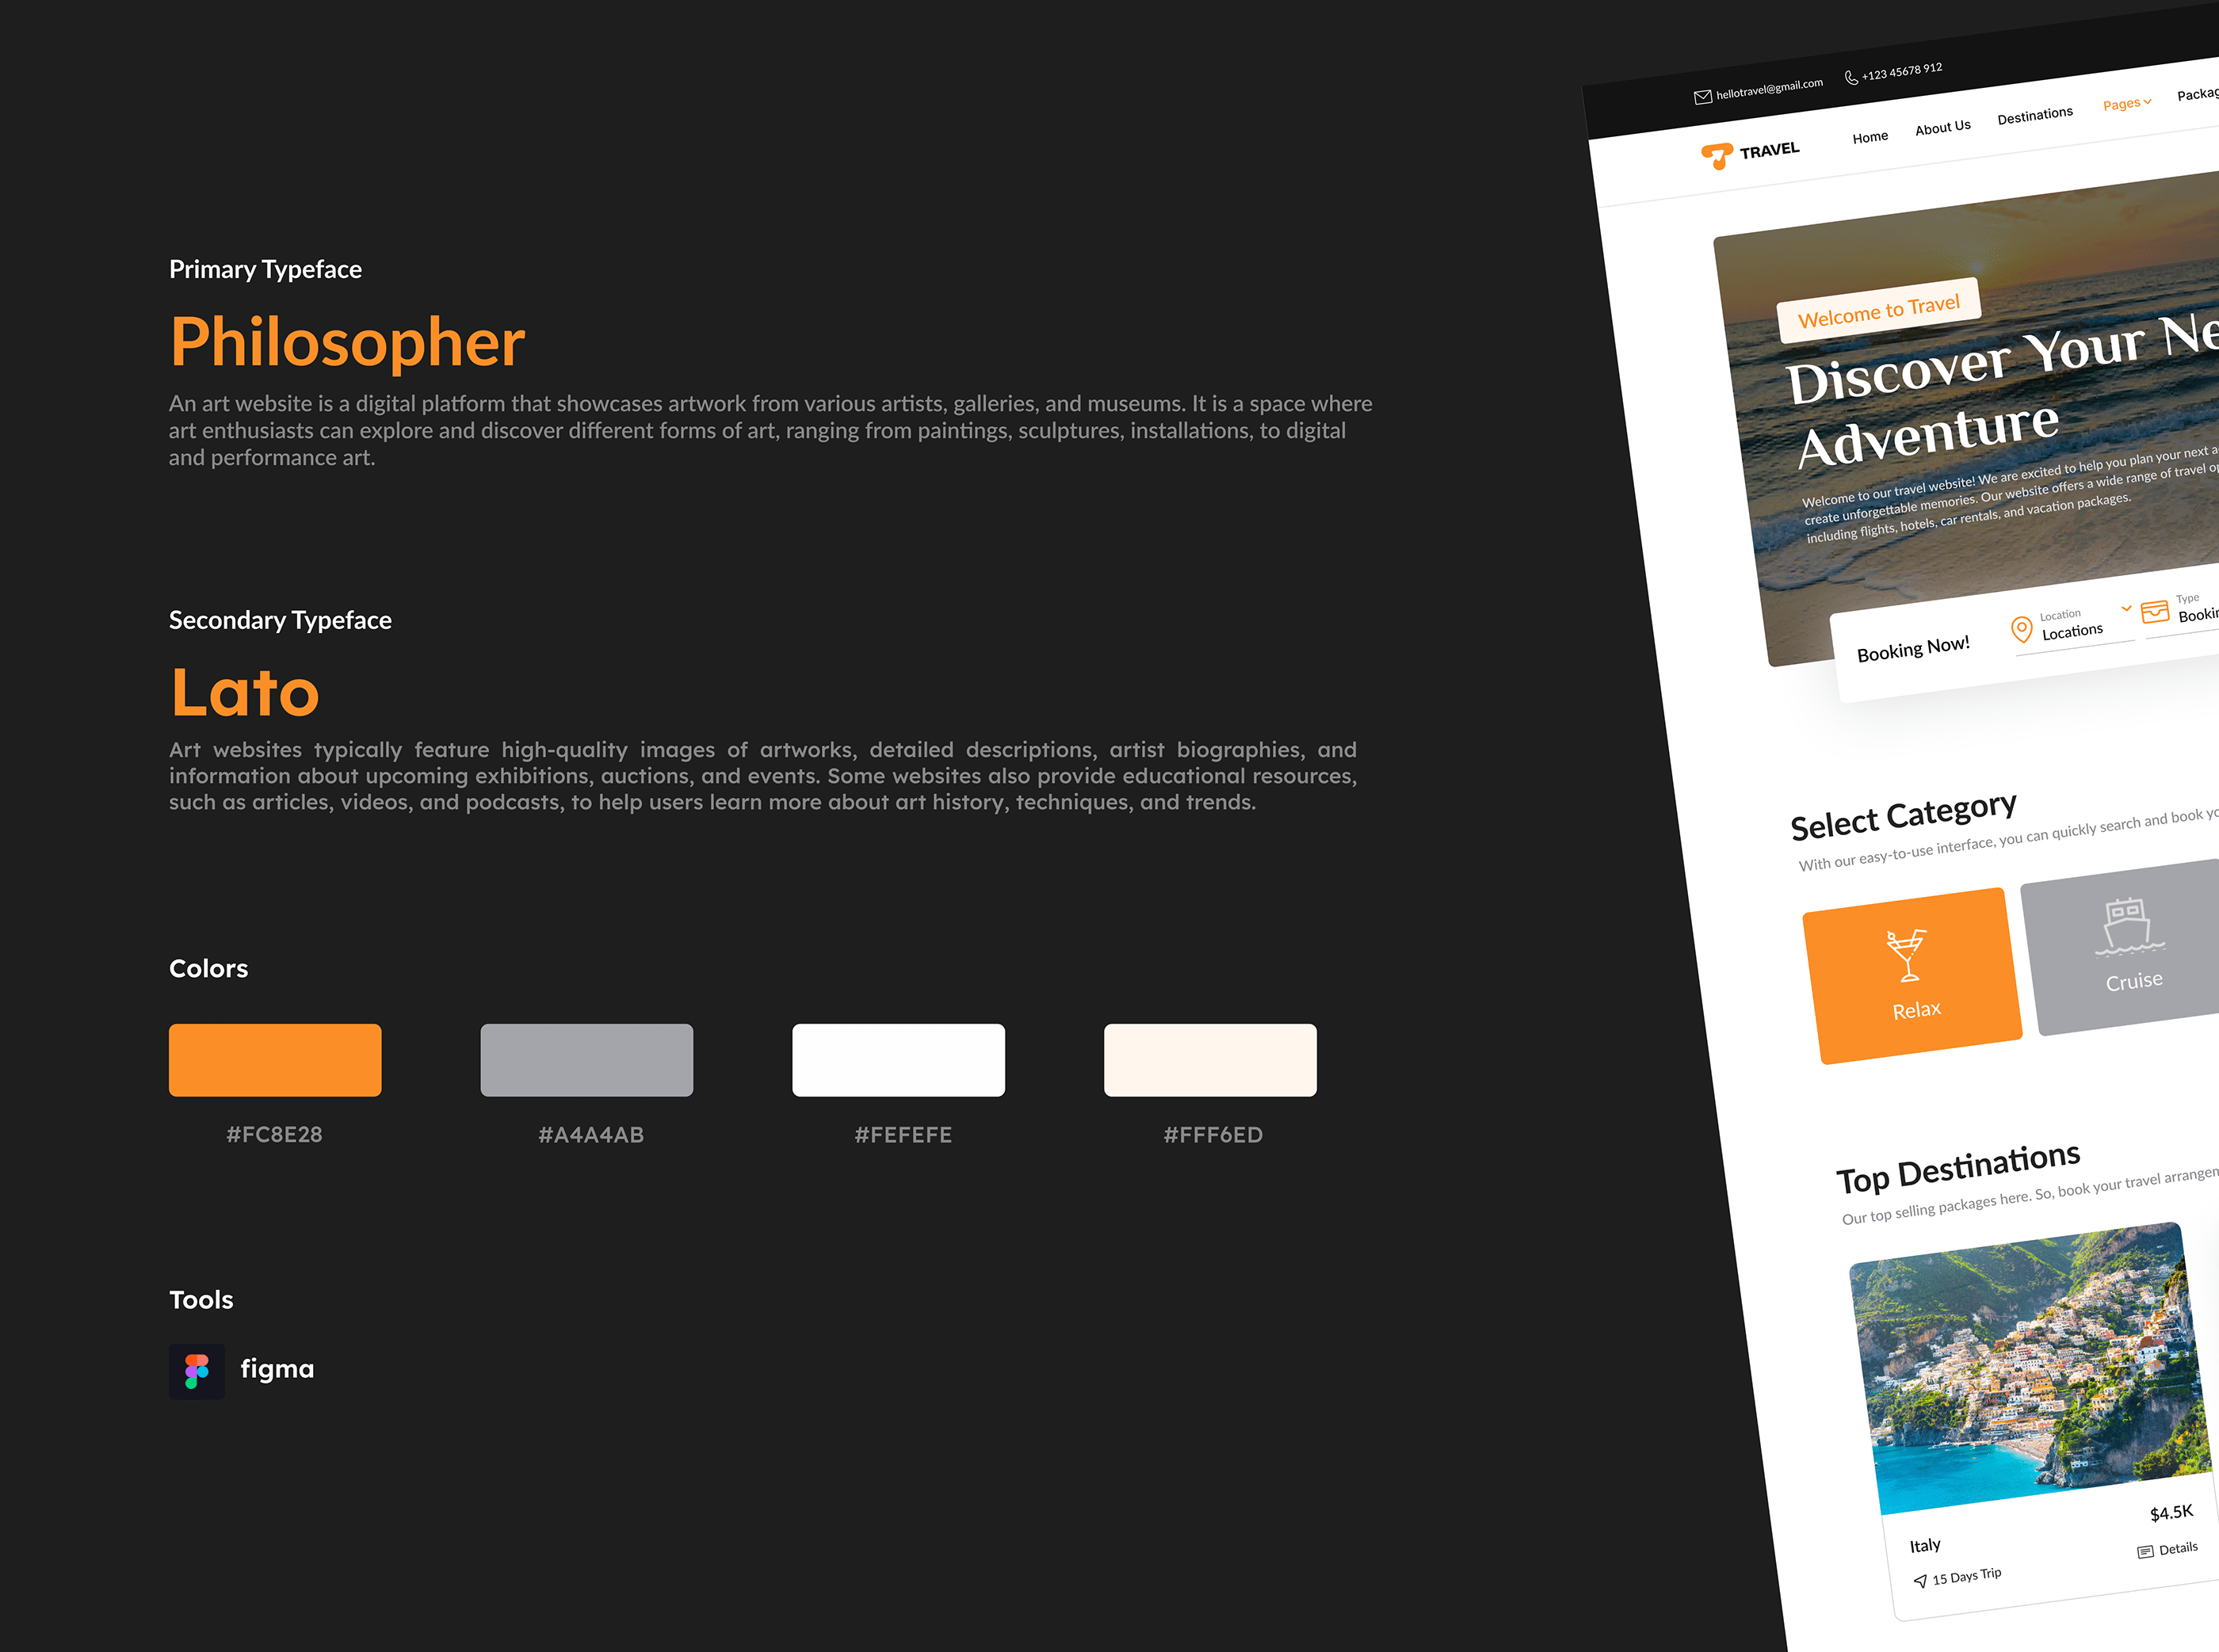 Primary Typeface
Philosopher
An art website is a digital platform that showcases artwork from various artists, galleries, and museums. It is a space where
art enthusiasts can explore and discover different forms of art, ranging from paintings, sculptures, installations, to digital
and performance art.
Secondary Typeface
Lato
Art websites typically feature high-quality images of artworks, detailed descriptions, artist biographies, and
information about upcoming exhibitions, auctions, and events. Some websites also provide educational resources,
such as articles, videos, and podcasts, to help users learn more about art history, techniques, and trends.
Colors
#FC8E28 #A4A4AB #FEFEFE #FFF6ED
Tools
figma
hellotravel@gmail.com +123 45678 912
TRAVEL Home About Us Destinations Pages Packag
Welcome to Travel
Discover Your Ne
Adventure
Welcome to our travel website! We are excited to help you plan your next a
create unforgettable memories. Our website offers a wide range of travel op
including flights, hotels, car rentals, and vacation packages.
Booking Now!
Location
Locations
Type
Bookin
Select Category
With our easy-to-use interface, you can quickly search and book yo
Relax
Cruise
Top Destinations
Our top selling packages here. So, book your travel arrangem
Italy
$4.5K
15 Days Trip
Details